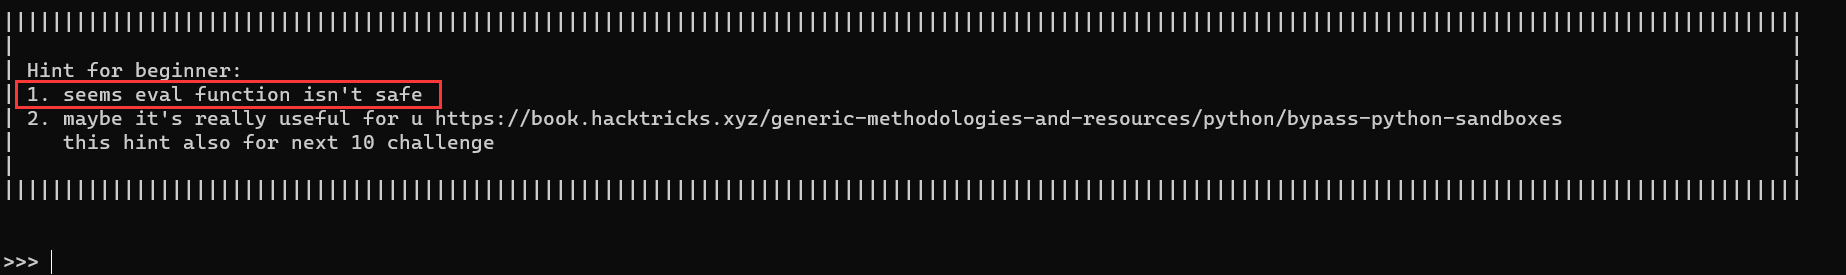 Hint for beginner:
1. seems eval function isn't safe
2. maybe it's really useful for u https://book.hacktricks.xyz/generic-methodologies-and-resources/python/bypass-python-sandboxes
this hint also for next 10 challenge
>>>